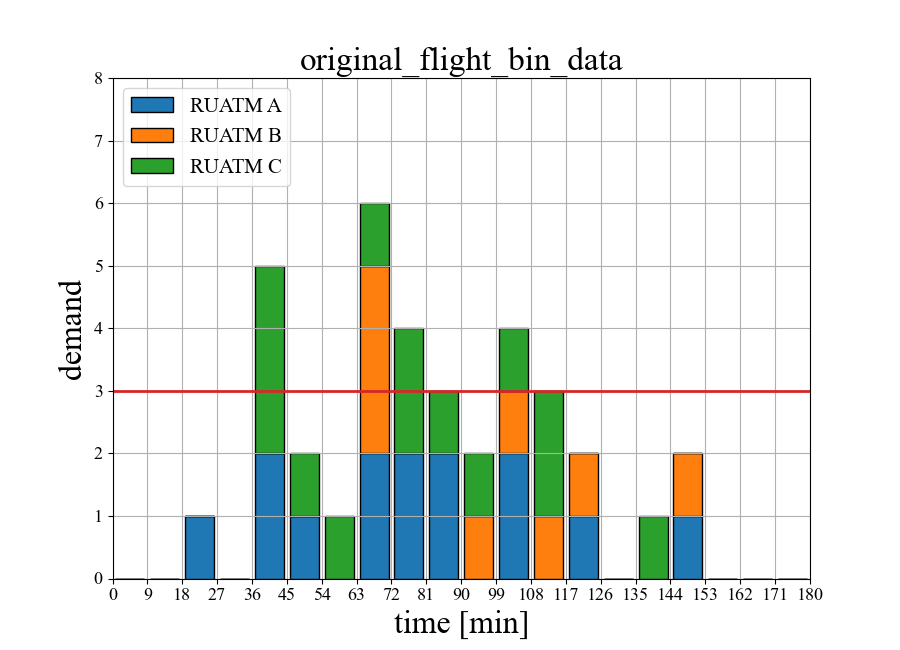 original_flight_bin_data
RUATM A
RUATM B
RUATM C
demand
8
7
6
5
4
3
2
1
0
0 9 18 27 36 45 54 63 72 81 90 99 108 117 126 135 144 153 162 171 180
time [min]